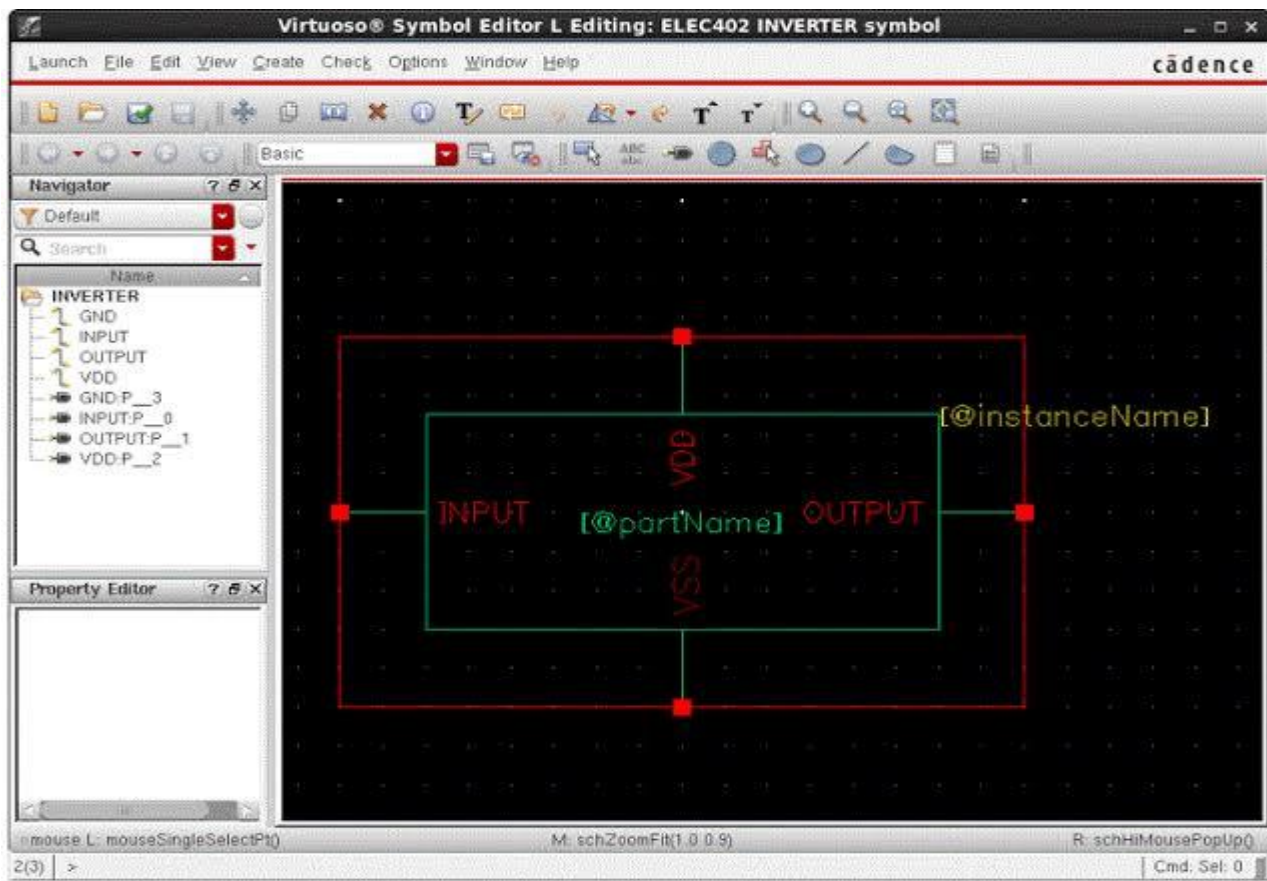 Virtuoso® Symbol Editor L Editing: ELEC402 INVERTER symbol
Launch File Edit View Create Check Options Window Help
cādence
Basic
Navigator
Default
Search
Name
INVERTER
GND
INPUT
OUTPUT
VDD
GND:P__3
INPUT:P__0
OUTPUT:P__1
VDD:P__2
Property Editor
[@instanceName]
VDD
INPUT
[@partName]
OUTPUT
VSS
mouse L: mouseSingleSelectPt()
M: schZoomFit(1.0 0.9)
R: schHiMousePopUp()
2(3) >
Cmd: Sel: 0